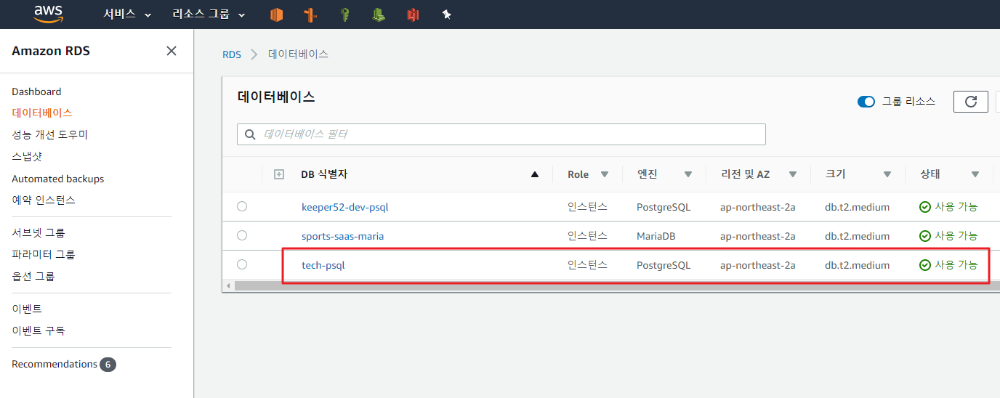 aws 서비스 리소스 그룹
Amazon RDS
Dashboard
데이터베이스
성능 개선 도우미
스냅샷
Automated backups
예약 인스턴스
서브넷 그룹
파라미터 그룹
옵션 그룹
이벤트
이벤트 구독
Recommendations 6
RDS 데이터베이스
데이터베이스
그룹 리소스
데이터베이스 필터
DB 식별자 Role 엔진 리전 및 AZ 크기 상태
keeper52-dev-psql 인스턴스 PostgreSQL ap-northeast-2a db.t2.medium 사용 가능
sports-saas-maria 인스턴스 MariaDB ap-northeast-2a db.t2.medium 사용 가능
tech-psql 인스턴스 PostgreSQL ap-northeast-2a db.t2.medium 사용 가능